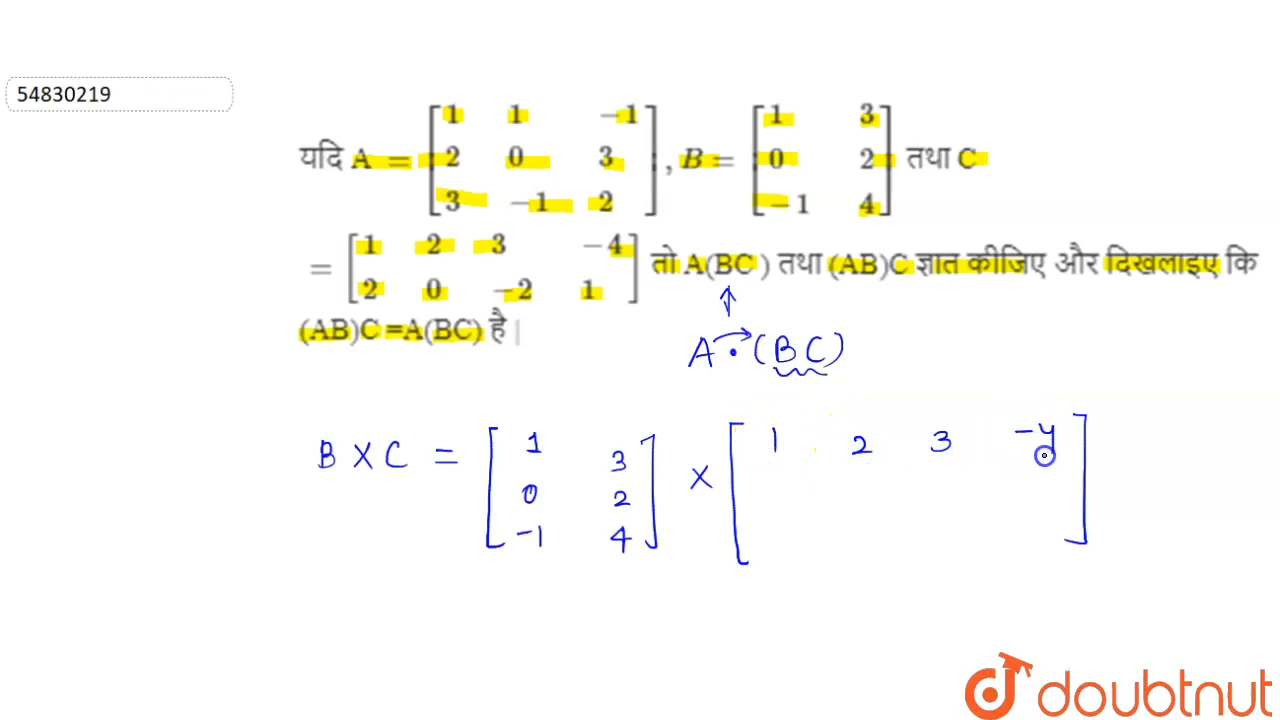 54830219
यदि A = [1 1 −1
2 0 3
3 −1 2], B = [1 3
0 2
−1 4] तथा C
= [1 2 3 −4
2 0 −2 1] तो A(BC) तथा (AB)C ज्ञात कीजिए और दिखलाइए कि
(AB)C =A(BC) है |
A • (BC)
B × C = [1 3
0 2
-1 4] × [1 2 3 -4]
doubtnut